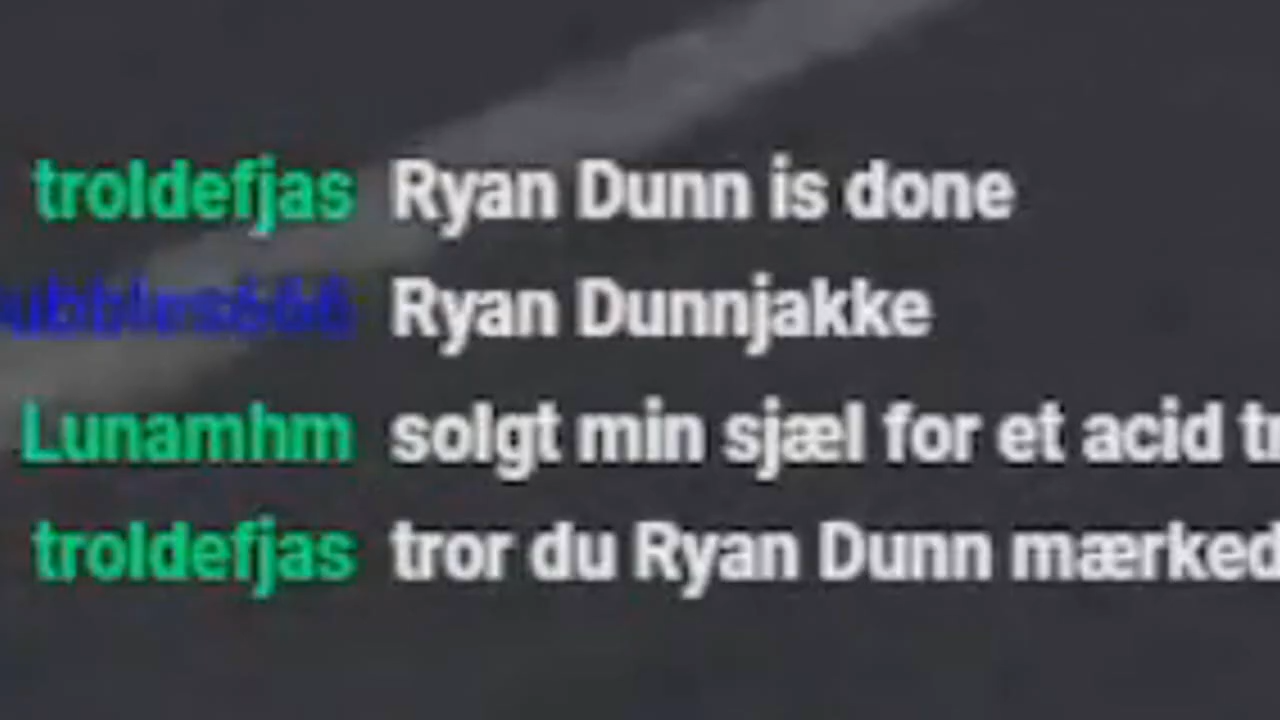 troldefjas Ryan Dunn is done
Ryan Dunnjakke
Lunamhm solgt min sjæl for et acid
troldefjas tror du Ryan Dunn